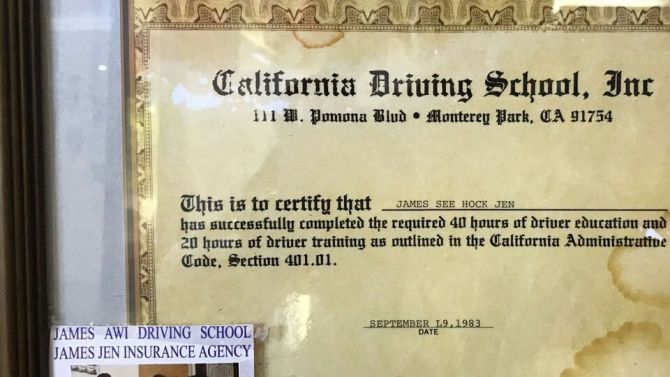 California Driving School, Inc
111 W. Pomona Blvd • Monterey Park, CA 91754
This is to certify that JAMES SEE HOCK JEN
has successfully completed the required 40 hours of driver education and
20 hours of driver training as outlined in the California Administrative
Code, Section 401.01.
SEPTEMBER L9,1983
DATE
JAMES AWI DRIVING SCHOOL
JAMES JEN INSURANCE AGENCY